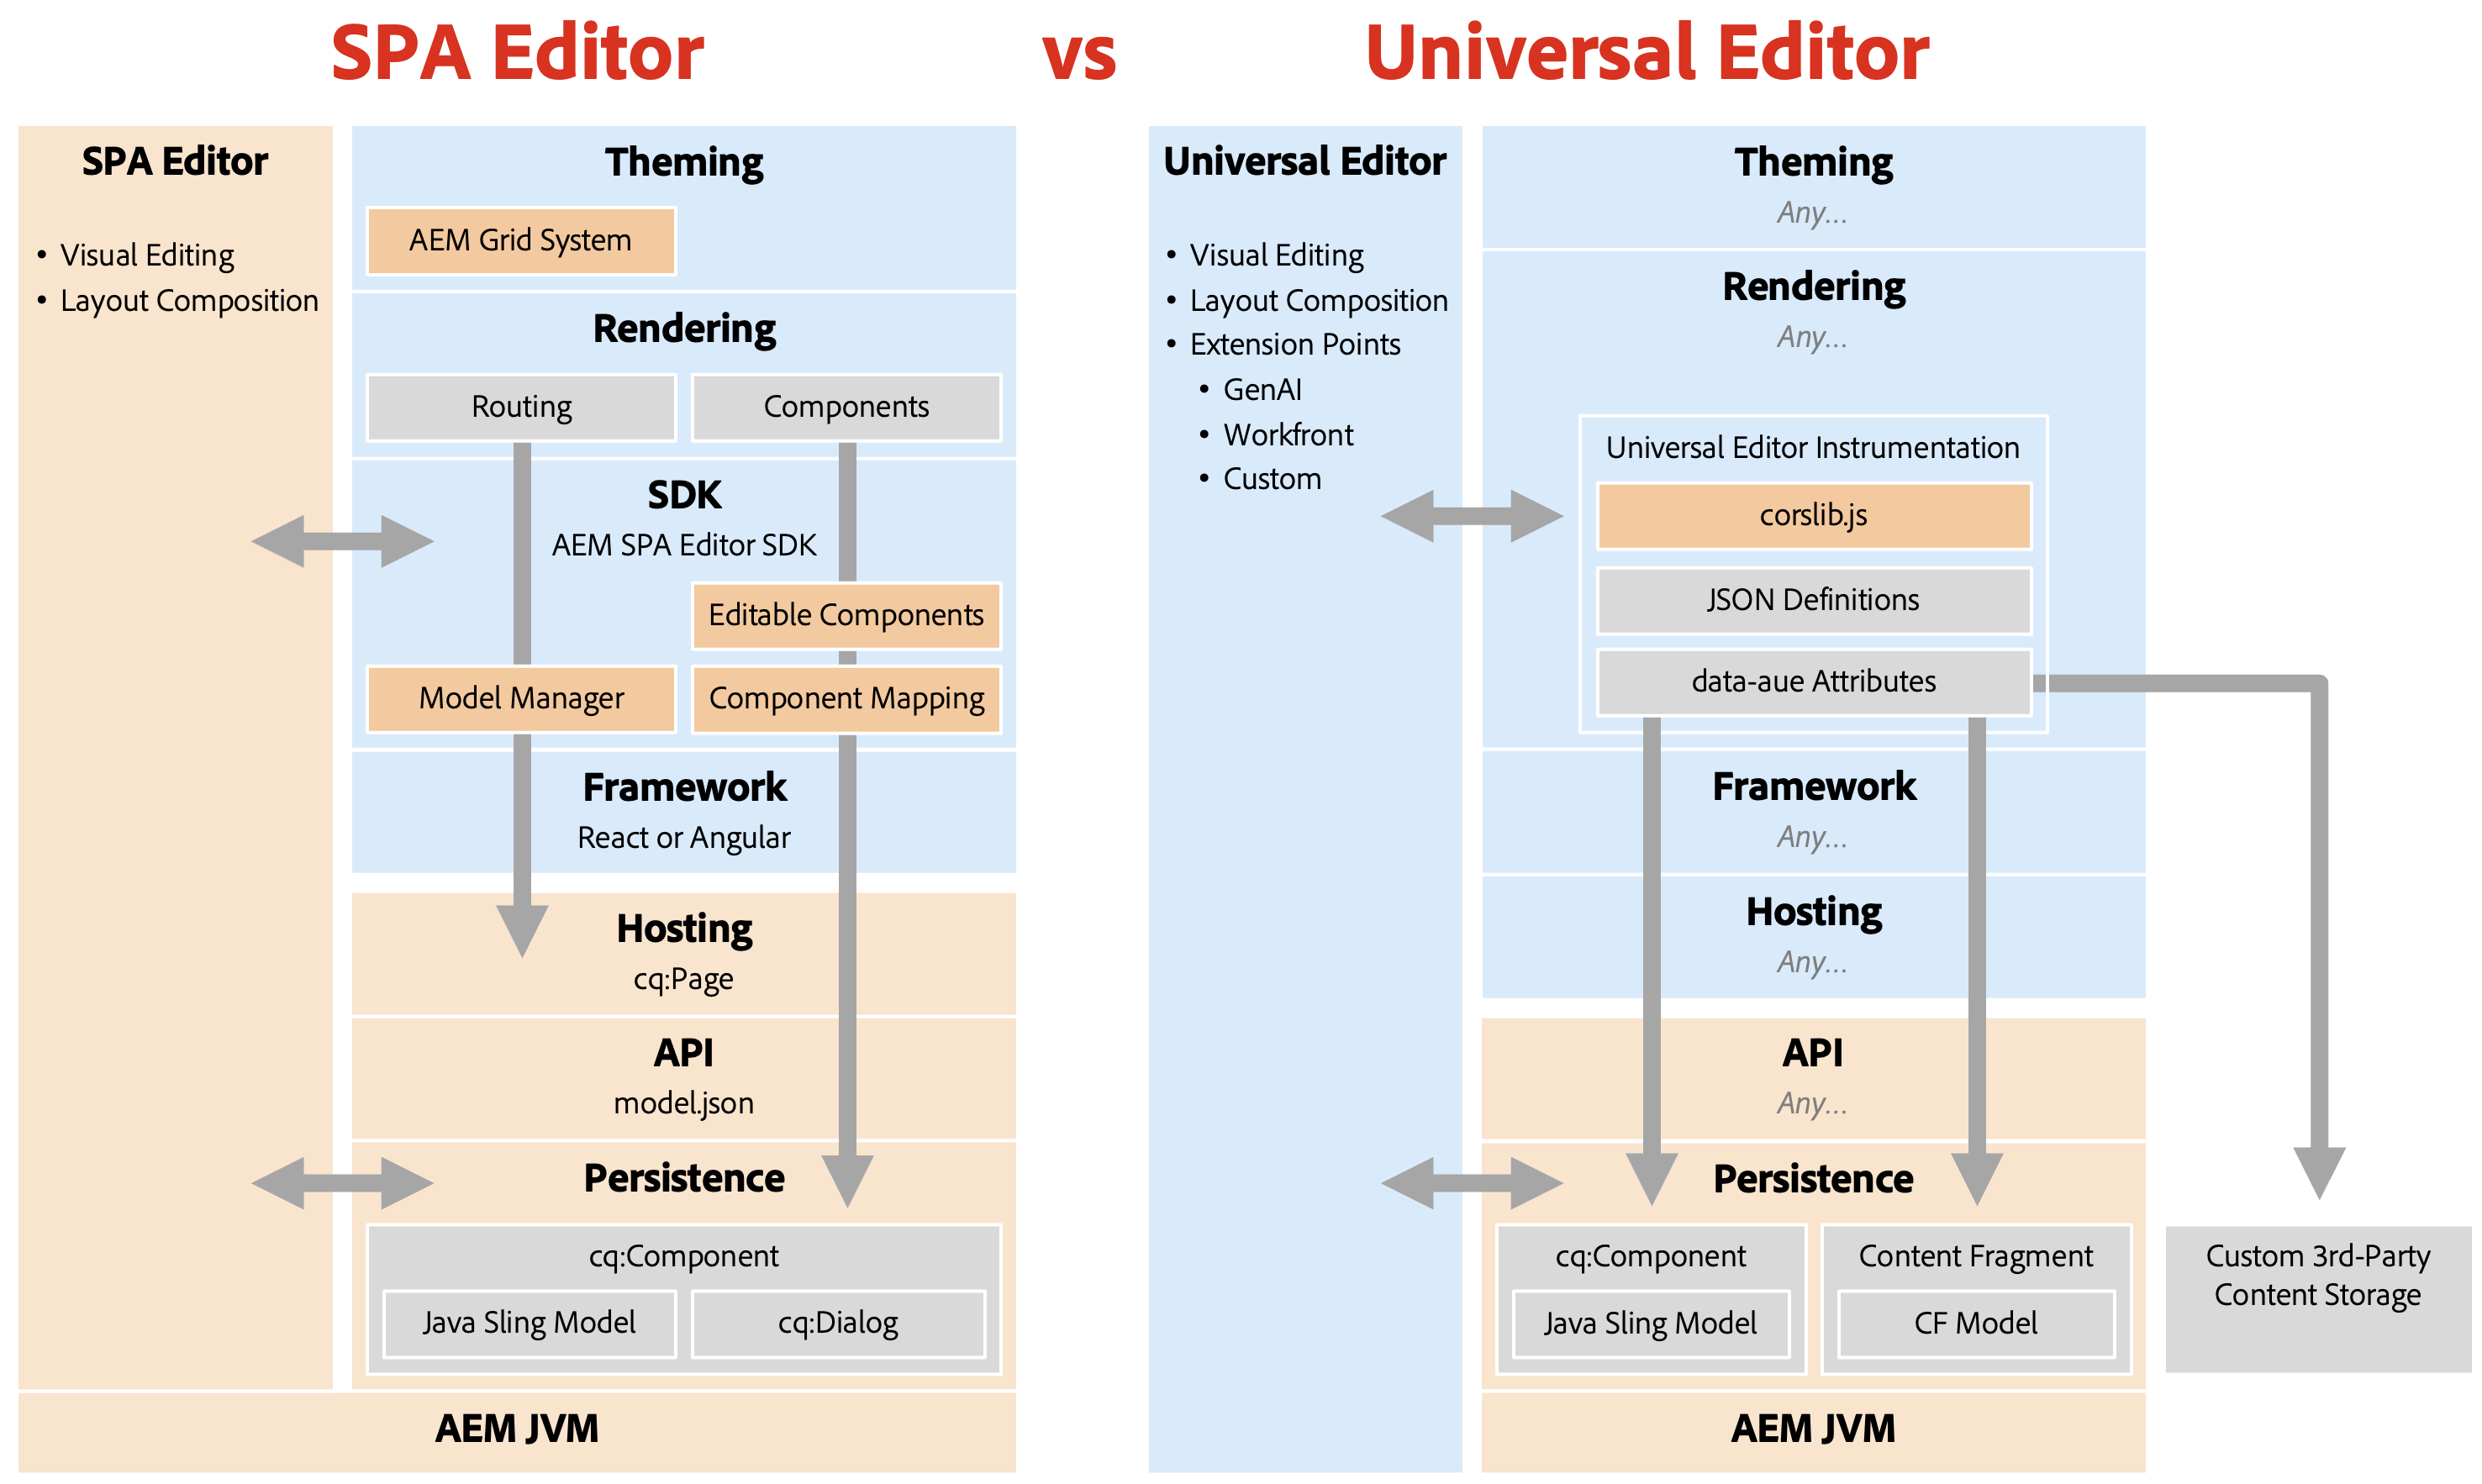 SPA Editor
vs
Universal Editor
SPA Editor
• Visual Editing
• Layout Composition
Theming
AEM Grid System
Rendering
Routing
Components
SDK
AEM SPA Editor SDK
Editable Components
Model Manager
Component Mapping
Framework
React or Angular
Hosting
cq:Page
API
model.json
Persistence
cq:Component
Java Sling Model
cq:Dialog
AEM JVM
Universal Editor
• Visual Editing
• Layout Composition
• Extension Points
• GenAI
• Workfront
• Custom
Theming
Any...
Rendering
Any...
Universal Editor Instrumentation
corslib.js
JSON Definitions
data-aue Attributes
Framework
Any...
Hosting
Any...
API
Any...
Persistence
cq:Component
Java Sling Model
Content Fragment
CF Model
Custom 3rd-Party
Content Storage
AEM JVM